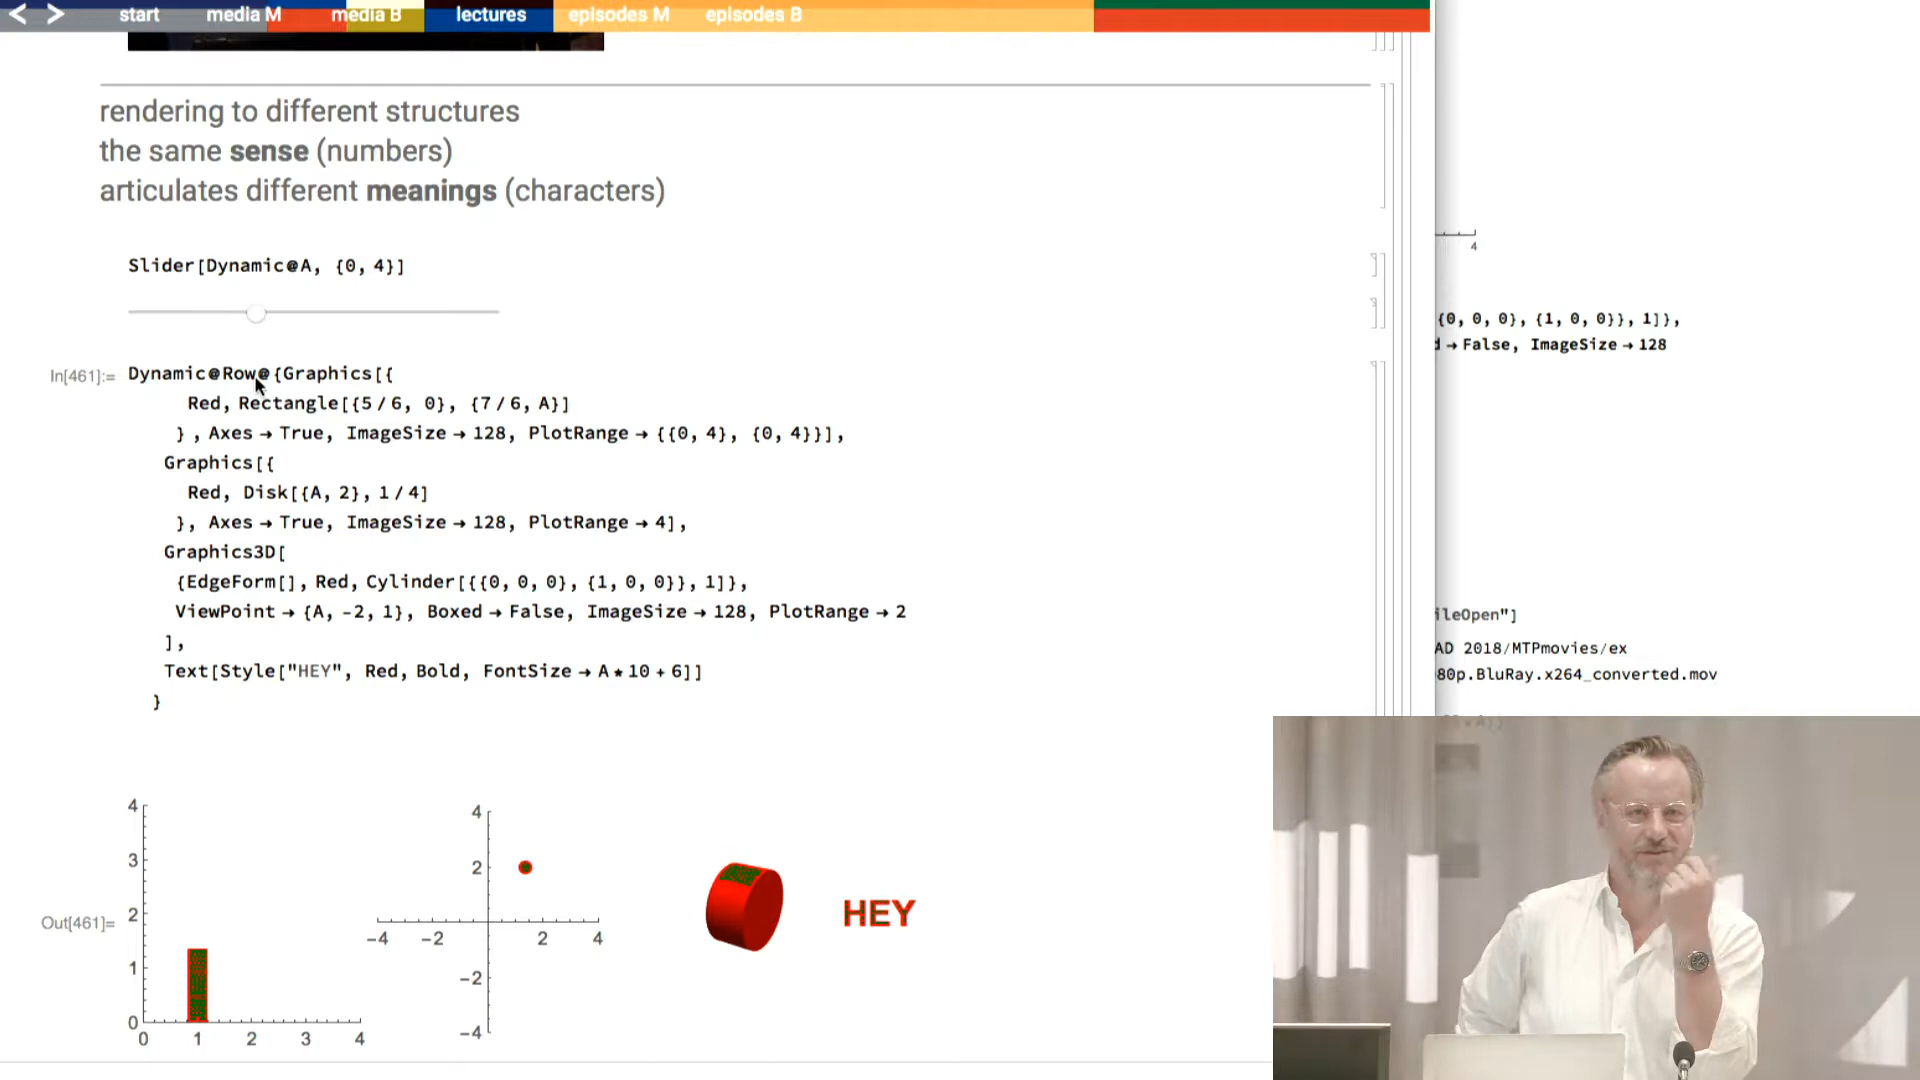 start media M media B lectures episodes M episodes B
rendering to different structures
the same sense (numbers)
articulates different meanings (characters)
Slider[Dynamic@A, {0, 4}]
In[461]:= Dynamic@Row@{Graphics[{
Red, Rectangle[{5/6, 0}, {7/6, A}]
}, Axes → True, ImageSize → 128, PlotRange → {{0, 4}, {0, 4}}],
Graphics[{
Red, Disk[{A, 2}, 1/4]
}, Axes → True, ImageSize → 128, PlotRange → 4],
Graphics3D[
{EdgeForm[], Red, Cylinder[{{0, 0, 0}, {1, 0, 0}}, 1]},
ViewPoint → {A, -2, 1}, Boxed → False, ImageSize → 128, PlotRange → 2
],
Text[Style["HEY", Red, Bold, FontSize → A * 10 + 6]]
}
Out[461]=
4
3
2
1
0
0 1 2 3 4
4
2
-4 -2 2 4
-2
-4
HEY
4
{0, 0, 0}, {1, 0, 0}}, 1]},
→ False, ImageSize → 128
ileOpen"]
AD 2018/MTPmovies/ex
80p.BluRay.x264_converted.mov